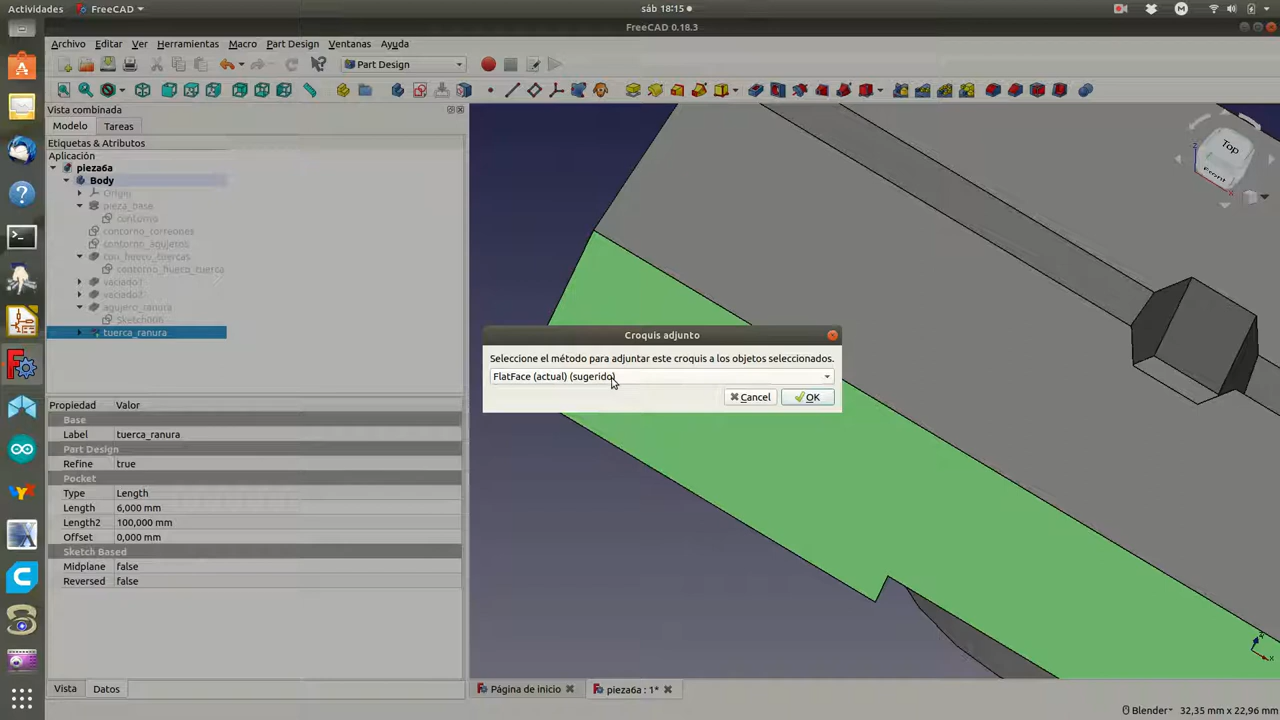 Actividades
FreeCAD
sáb 18:15
FreeCAD 0.18.3
Archivo Editar Ver Herramientas Macro Part Design Ventanas Ayuda
Part Design
Vista combinada
Modelo Tareas
Etiquetas & Atributos
Aplicación
pieza6a
Body
Origin
pieza_base
contorno
contorno_torreones
contorno_agujetos
con_hueco_tuercas
contorno_hueco_tuerca
vaciado1
agujero_ranura
Sketch006
tuerca_ranura
Top
Front
Z
X
Croquis adjunto
Seleccione el método para adjuntar este croquis a los objetos seleccionados.
FlatFace (actual) (sugerido)
Cancel OK
Propiedad Valor
Base
Label tuerca_ranura
Part Design
Refine true
Pocket
Type Length
Length 6,000 mm
Length2 100,000 mm
Offset 0,000 mm
Sketch Based
Midplane false
Reversed false
Vista Datos
Página de inicio pieza6a : 1*
Blender 32,35 mm x 22,96 mm